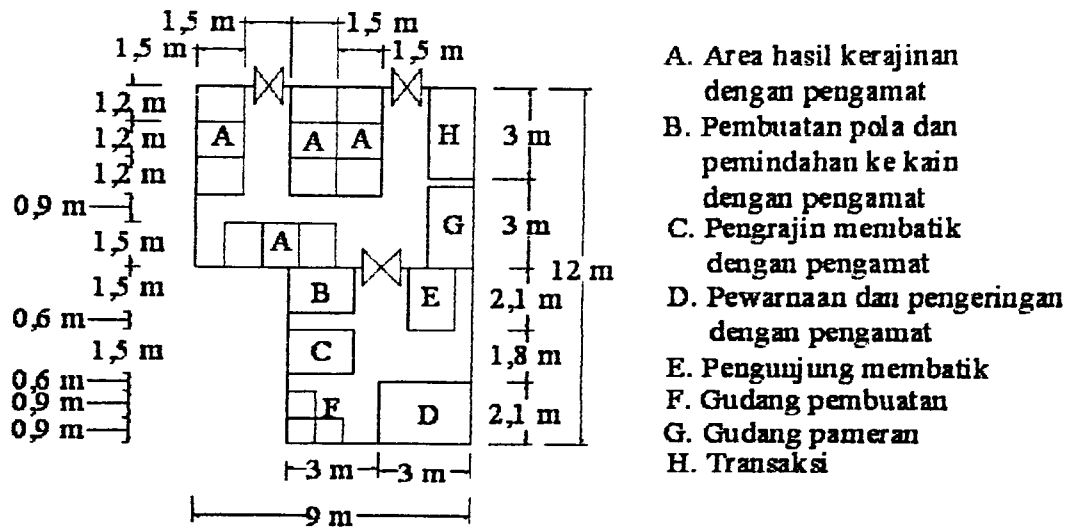 1,5 m 1,5 m
1,5 m 1,5 m
1,2 m
1,2 m
1,2 m
0,9 m
1,5 m
1,5 m
0,6 m
1,5 m
0,6 m
0,9 m
0,9 m
A A A H
G
A
B E
C
F D
3 m
3 m
12 m
2,1 m
1,8 m
2,1 m
3 m 3 m
9 m
A. Area hasil kerajinan
dengan pengamat
B. Pembuatan pola dan
pemindahan ke kain
dengan pengamat
C. Pengrajin membatik
dengan pengamat
D. Pewarnaan dan pengeringan
dengan pengamat
E. Pengunjung membatik
F. Gudang pembuatan
G. Gudang pameran
H. Transaksi